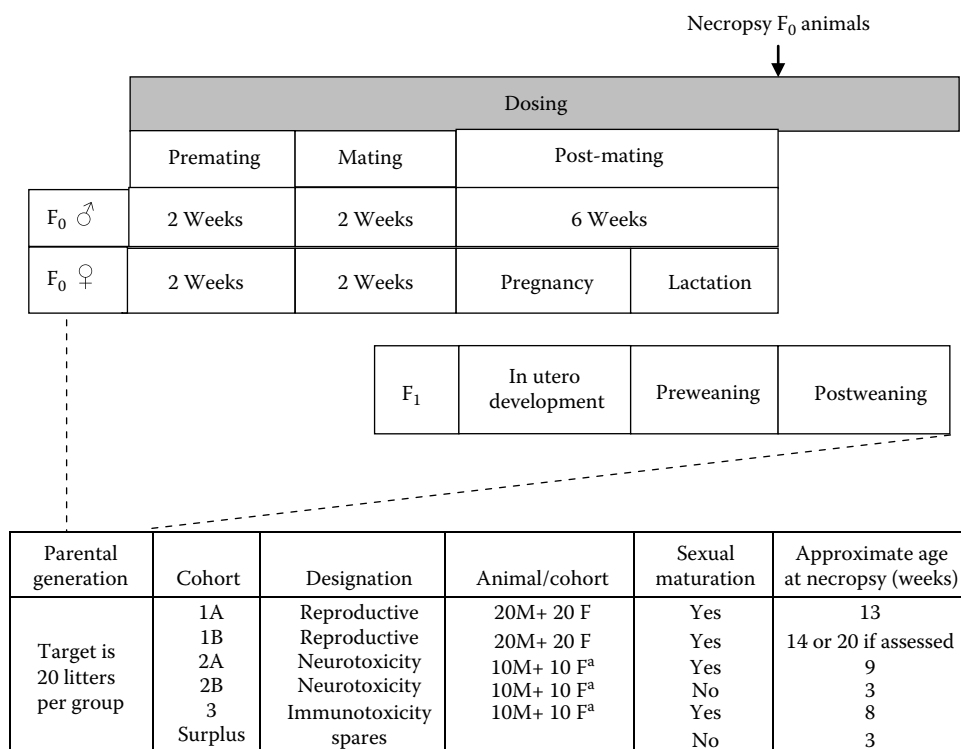 Necropsy F₀ animals
Dosing
Premating Mating Post-mating
F₀ ♂ 2 Weeks 2 Weeks 6 Weeks
F₀ ♀ 2 Weeks 2 Weeks Pregnancy Lactation
F₁ In utero development Preweaning Postweaning
Parental generation Cohort Designation Animal/cohort Sexual maturation Approximate age at necropsy (weeks)
Target is 20 litters per group
1A Reproductive 20M+ 20 F Yes 13
1B Reproductive 20M+ 20 F Yes 14 or 20 if assessed
2A Neurotoxicity 10M+ 10 Fᵃ Yes 9
2B Neurotoxicity 10M+ 10 Fᵃ No 3
3 Immunotoxicity 10M+ 10 Fᵃ Yes 8
Surplus spares No 3